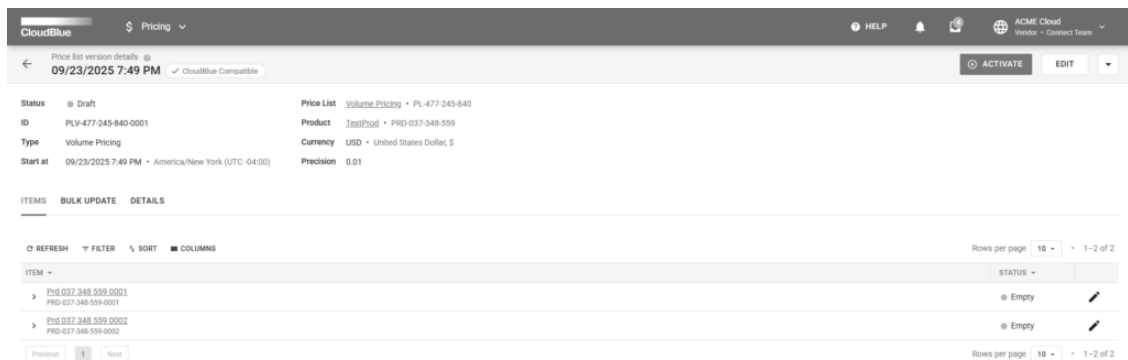 CloudBlue
$ Pricing
HELP
ACME Cloud
Vendor • Connect Team
Price list version details
09/23/2025 7:49 PM
CloudBlue Compatible
ACTIVATE
EDIT
Status Draft
Price List Volume Pricing • PL-477-245-840
ID PLV-477-245-840-0001
Product TestProd • PRD-037-348-559
Type Volume Pricing
Currency USD • United States Dollar, $
Start at 09/23/2025 7:49 PM • America/New York (UTC -04:00)
Precision 0.01
ITEMS BULK UPDATE DETAILS
REFRESH FILTER SORT COLUMNS
Rows per page 10 • 1–2 of 2
ITEM STATUS
Prd 037 348 559 0001
PRD-037-348-559-0001
Empty
Prd 037 348 559 0002
PRD-037-348-559-0002
Empty
Previous 1 Next
Rows per page 10 • 1–2 of 2